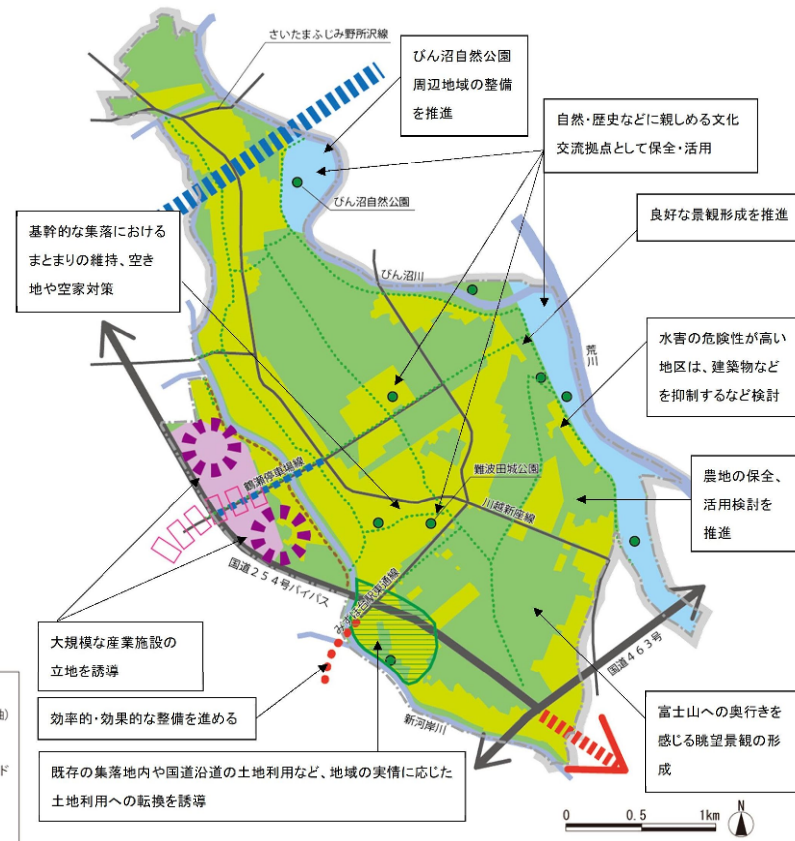 さいたまふじみ野所沢線
びん沼自然公園
周辺地域の整備
を推進
自然・歴史などに親しめる文化
交流拠点として保全・活用
びん沼自然公園
良好な景観形成を推進
基幹的な集落における
まとまりの維持、空き
地や空家対策
びん沼川
荒川
水害の危険性が高い
地区は、建築物など
を抑制するなど検討
鶴瀬停車場線
難波田城公園
川越新座線
農地の保全、
活用検討を
推進
国道254号バイパス
大規模な産業施設の
立地を誘導
国道463号
効率的・効果的な整備を進める
新河岸川
富士山への奥行きを
感じる眺望景観の形
成
既存の集落地内や国道沿道の土地利用など、地域の実情に応じた
土地利用への転換を誘導
0 0.5 1km
N